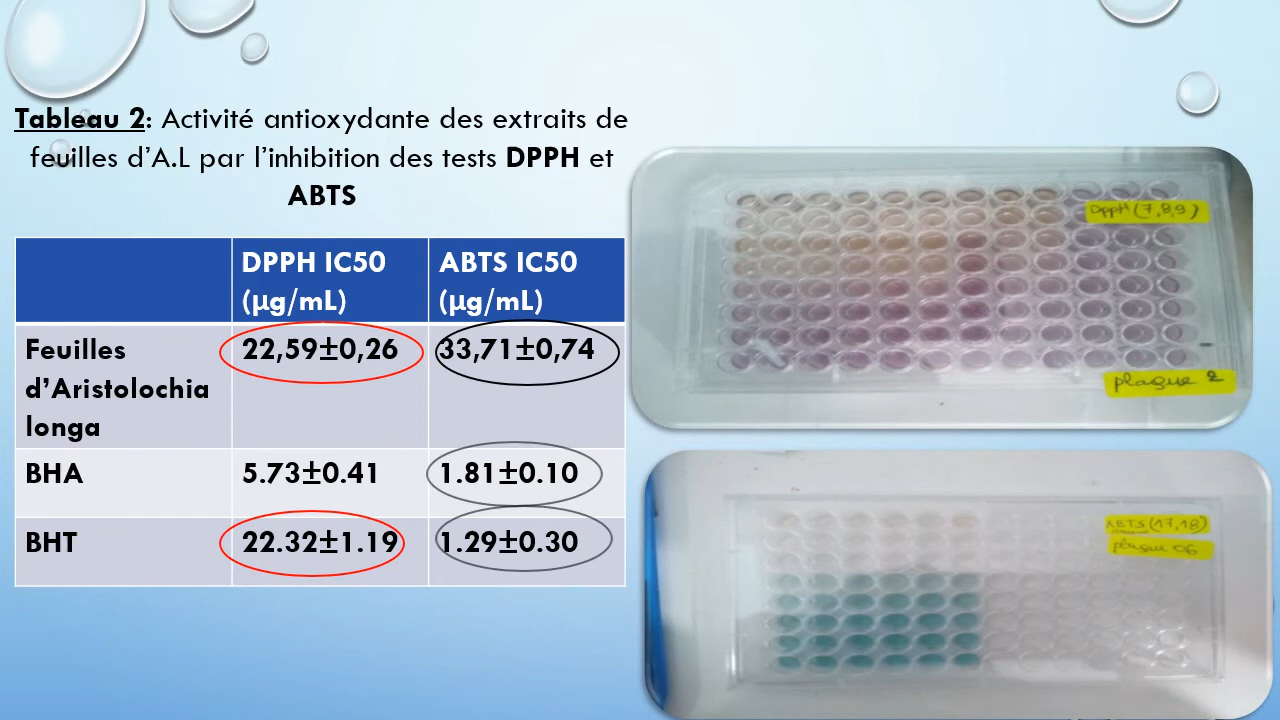 Tableau 2: Activité antioxydante des extraits de
feuilles d’A.L par l’inhibition des tests DPPH et
ABTS
DPPH IC50
(µg/mL)
ABTS IC50
(µg/mL)
Feuilles
d’Aristolochia
longa
22,59±0,26
33,71±0,74
BHA
5.73±0.41
1.81±0.10
BHT
22.32±1.19
1.29±0.30
DppH (7,8,9)
plaque 2
ABTS (17,18)
plaque 06